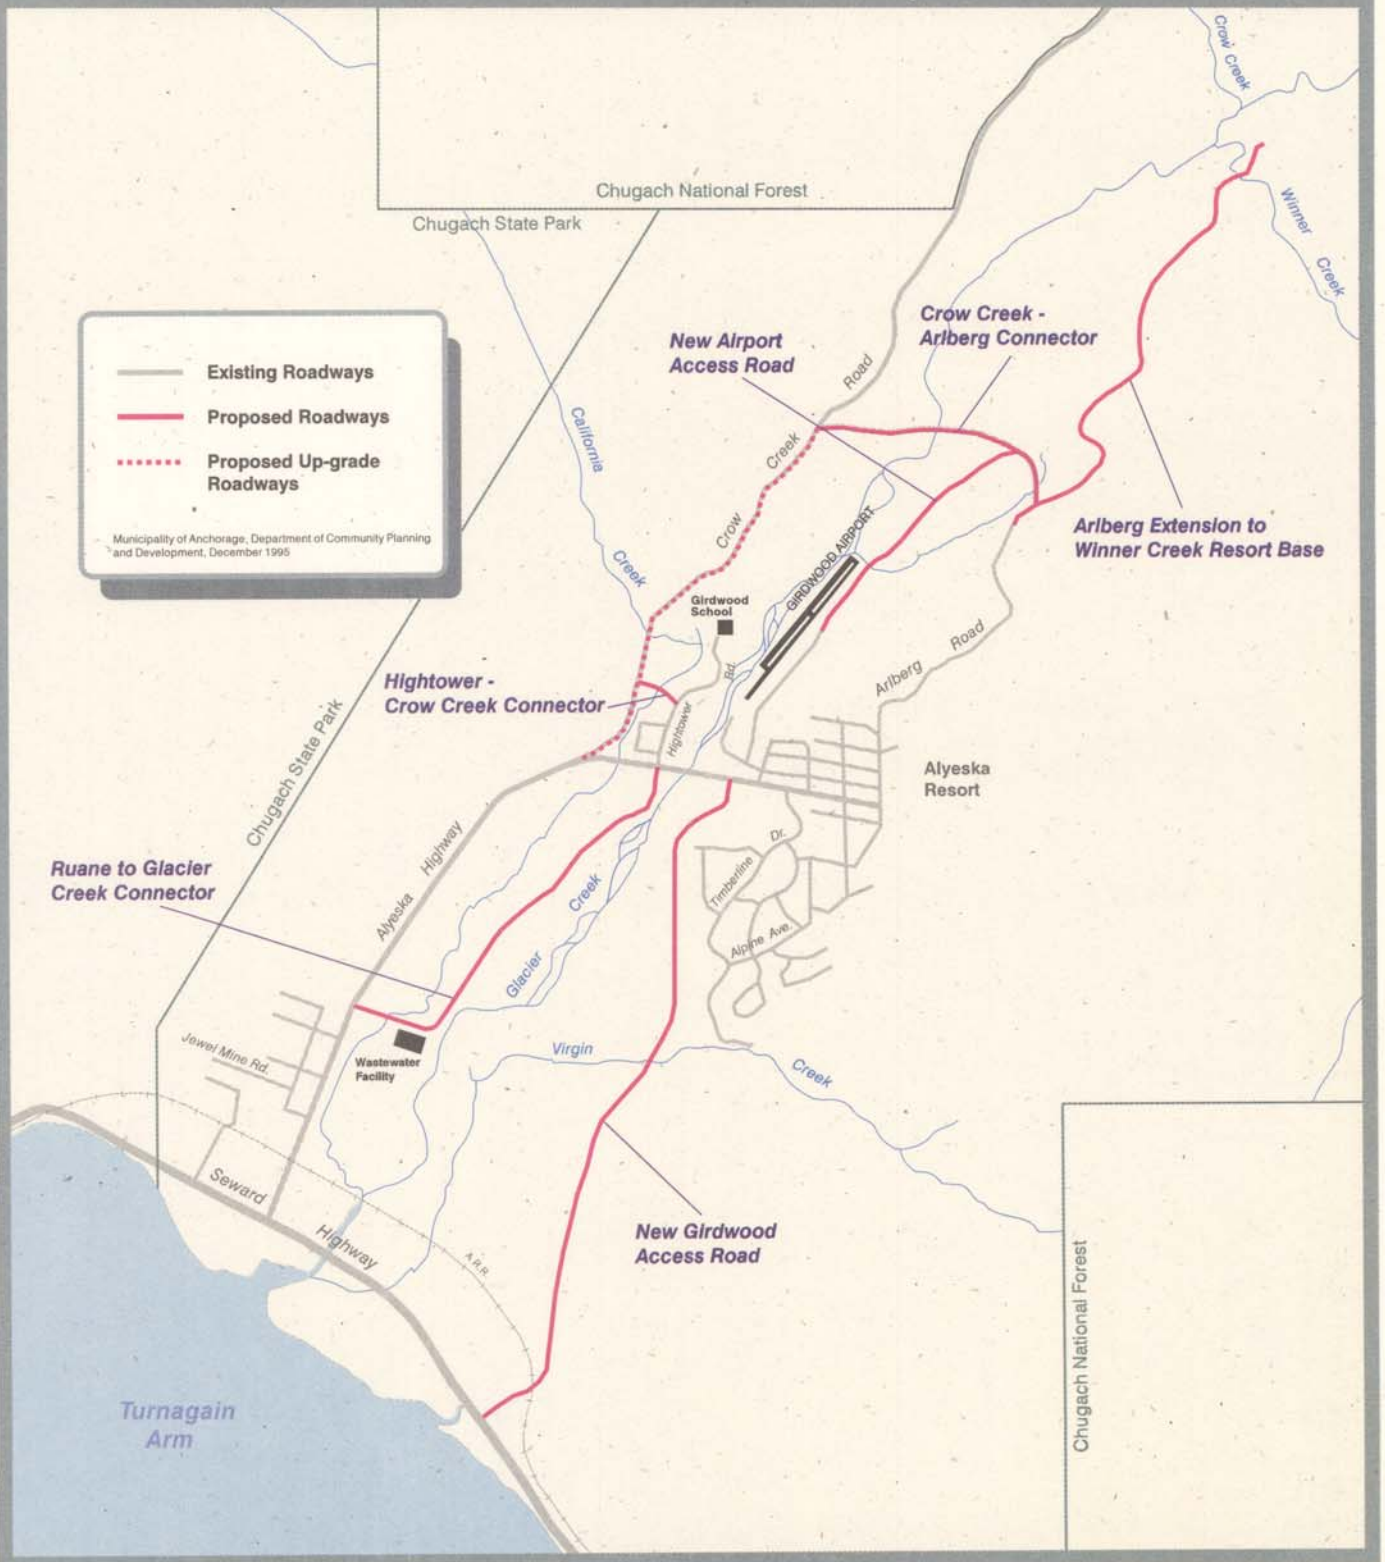 Crow Creek
Chugach National Forest
Chugach State Park
Winner
Creek
Crow Creek -
Arlberg Connector
New Airport
Access Road
Road
Creek
Crow
Existing Roadways
Proposed Roadways
Proposed Up-grade
Roadways
Municipality of Anchorage, Department of Community Planning
and Development, December 1995
California
Creek
GIRDWOOD AIRPORT
Arlberg Extension to
Winner Creek Resort Base
Girdwood
School
Arlberg Road
Rd.
Hightower
Hightower -
Crow Creek Connector
Chugach State Park
Alyeska
Resort
Alyeska Highway
Dr.
Timberline
Alpine Ave.
Ruane to Glacier
Creek Connector
Glacier Creek
Jewel Mine Rd.
Wastewater
Facility
Virgin
Creek
Seward
Highway
A.R.R.
New Girdwood
Access Road
Chugach National Forest
Turnagain
Arm